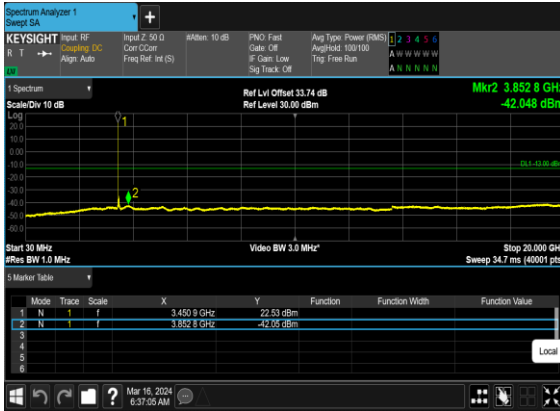 Spectrum Analyzer 1
Swept SA
+
KEYSIGHT Input: RF Input Z: 50 Ω #Atten: 10 dB PNO: Fast Avg Type: Power (RMS) 1 2 3 4 5 6
R T Coupling: DC Corr CCorr Gate: Off Avg|Hold: 100/100 A W W W W W
Align: Auto Freq Ref: Int (S) IF Gain: Low Trig: Free Run
Sig Track: Off A N N N N N
1 Spectrum Ref Lvl Offset 33.74 dB Mkr2 3.852 8 GHz
Scale/Div 10 dB Ref Level 30.00 dBm -42.048 dBm
Log
20.0 1
10.0
0.00
-10.0 DL1 -13.00 dBm
-20.0
-30.0 2
-40.0
-50.0
-60.0
Start 30 MHz Video BW 3.0 MHz* Stop 20.000 GHz
#Res BW 1.0 MHz Sweep 34.7 ms (40001 pts)
5 Marker Table
Mode Trace Scale X Y Function Function Width Function Value
1 N 1 f 3.450 9 GHz 22.53 dBm
2 N 1 f 3.852 8 GHz -42.05 dBm
3
4
5
6
Local
? Mar 16, 2024
6:37:05 AM